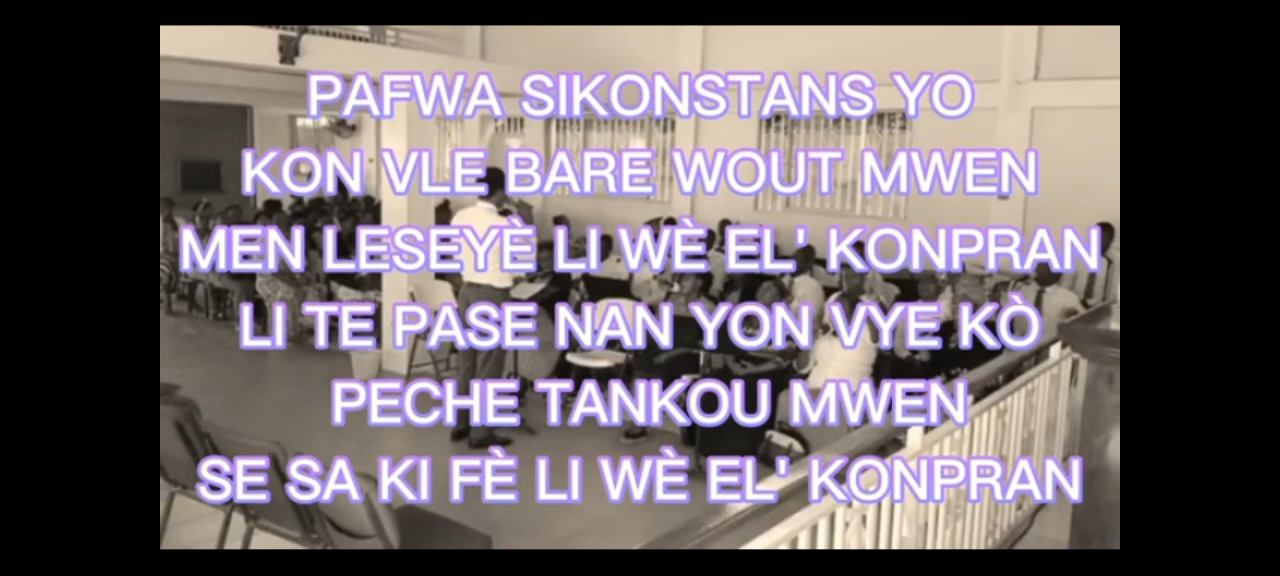 PAFWA SIKONSTANS YO
KON VLE BARE WOUT MWEN
MEN LESEYÈ LI WÈ EL' KONPRAN
LI TE PASE NAN YON VYE KÒ
PECHE TANKOU MWEN
SE SA KI FÈ LI WÈ EL' KONPRAN